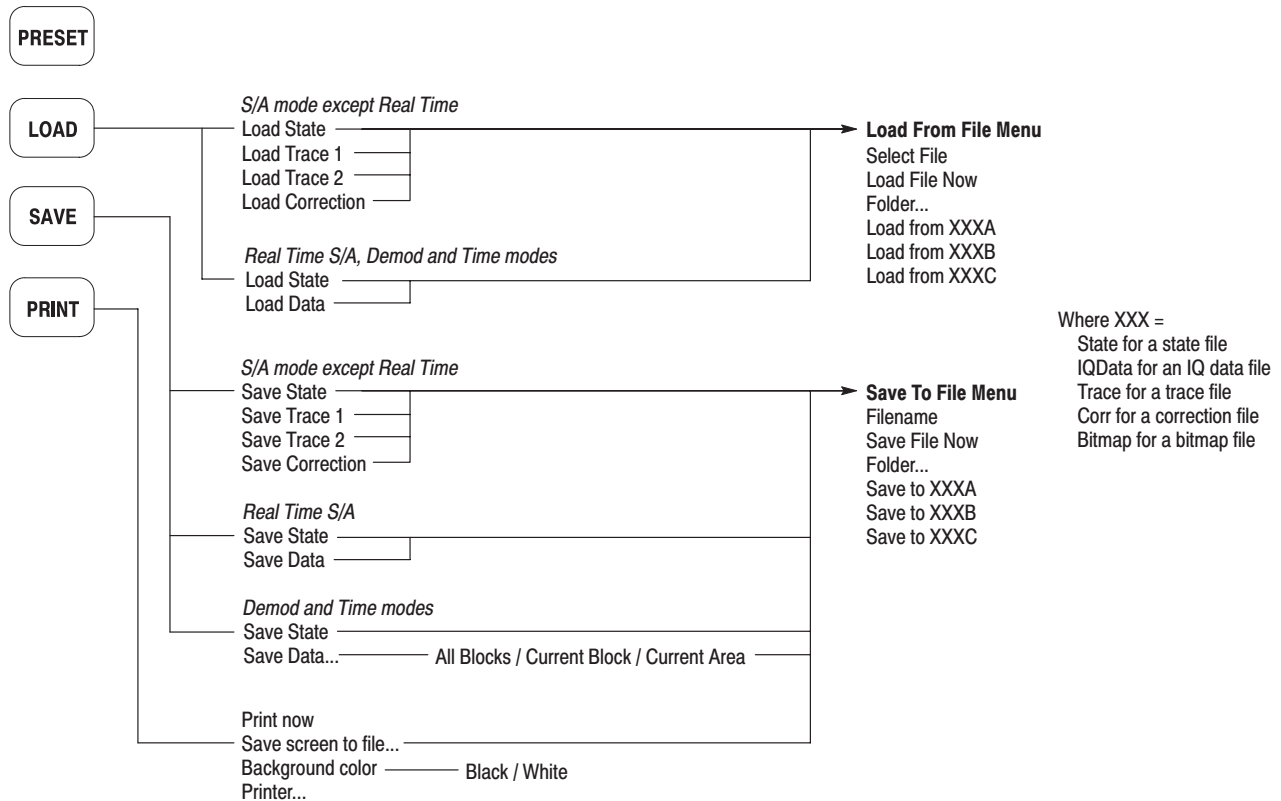 PRESET
LOAD
S/A mode except Real Time
Load State
Load Trace 1
Load Trace 2
Load Correction
Real Time S/A, Demod and Time modes
Load State
Load Data
Load From File Menu
Select File
Load File Now
Folder...
Load from XXXA
Load from XXXB
Load from XXXC
SAVE
S/A mode except Real Time
Save State
Save Trace 1
Save Trace 2
Save Correction
Real Time S/A
Save State
Save Data
Demod and Time modes
Save State
Save Data... All Blocks / Current Block / Current Area
Save To File Menu
Filename
Save File Now
Folder...
Save to XXXA
Save to XXXB
Save to XXXC
Where XXX =
State for a state file
IQData for an IQ data file
Trace for a trace file
Corr for a correction file
Bitmap for a bitmap file
PRINT
Print now
Save screen to file...
Background color Black / White
Printer...